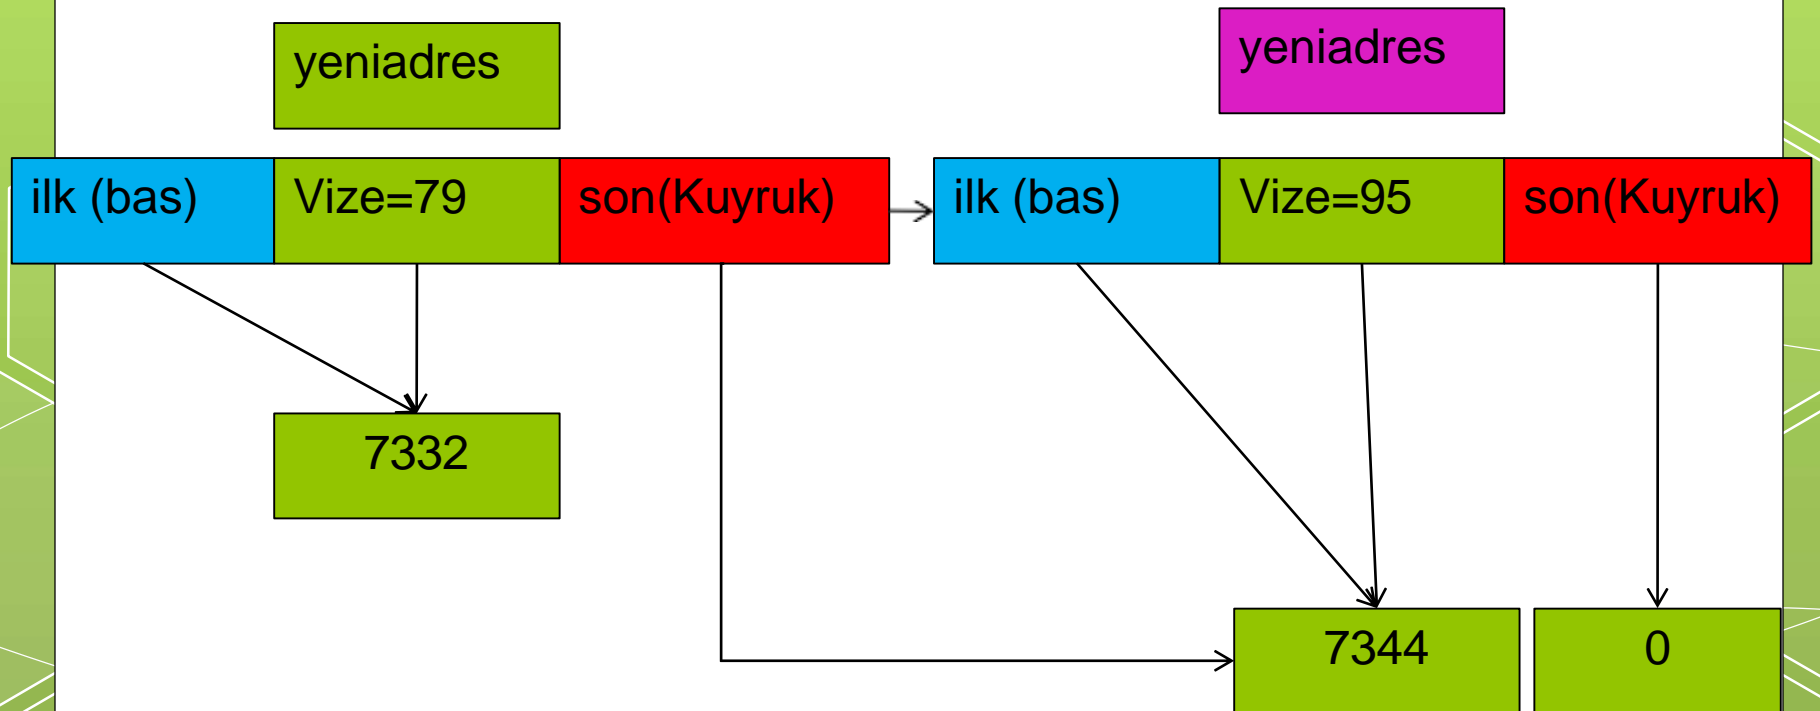 yeniadres
yeniadres
ilk (bas)
Vize=79
son(Kuyruk)
ilk (bas)
Vize=95
son(Kuyruk)
7332
7344
0